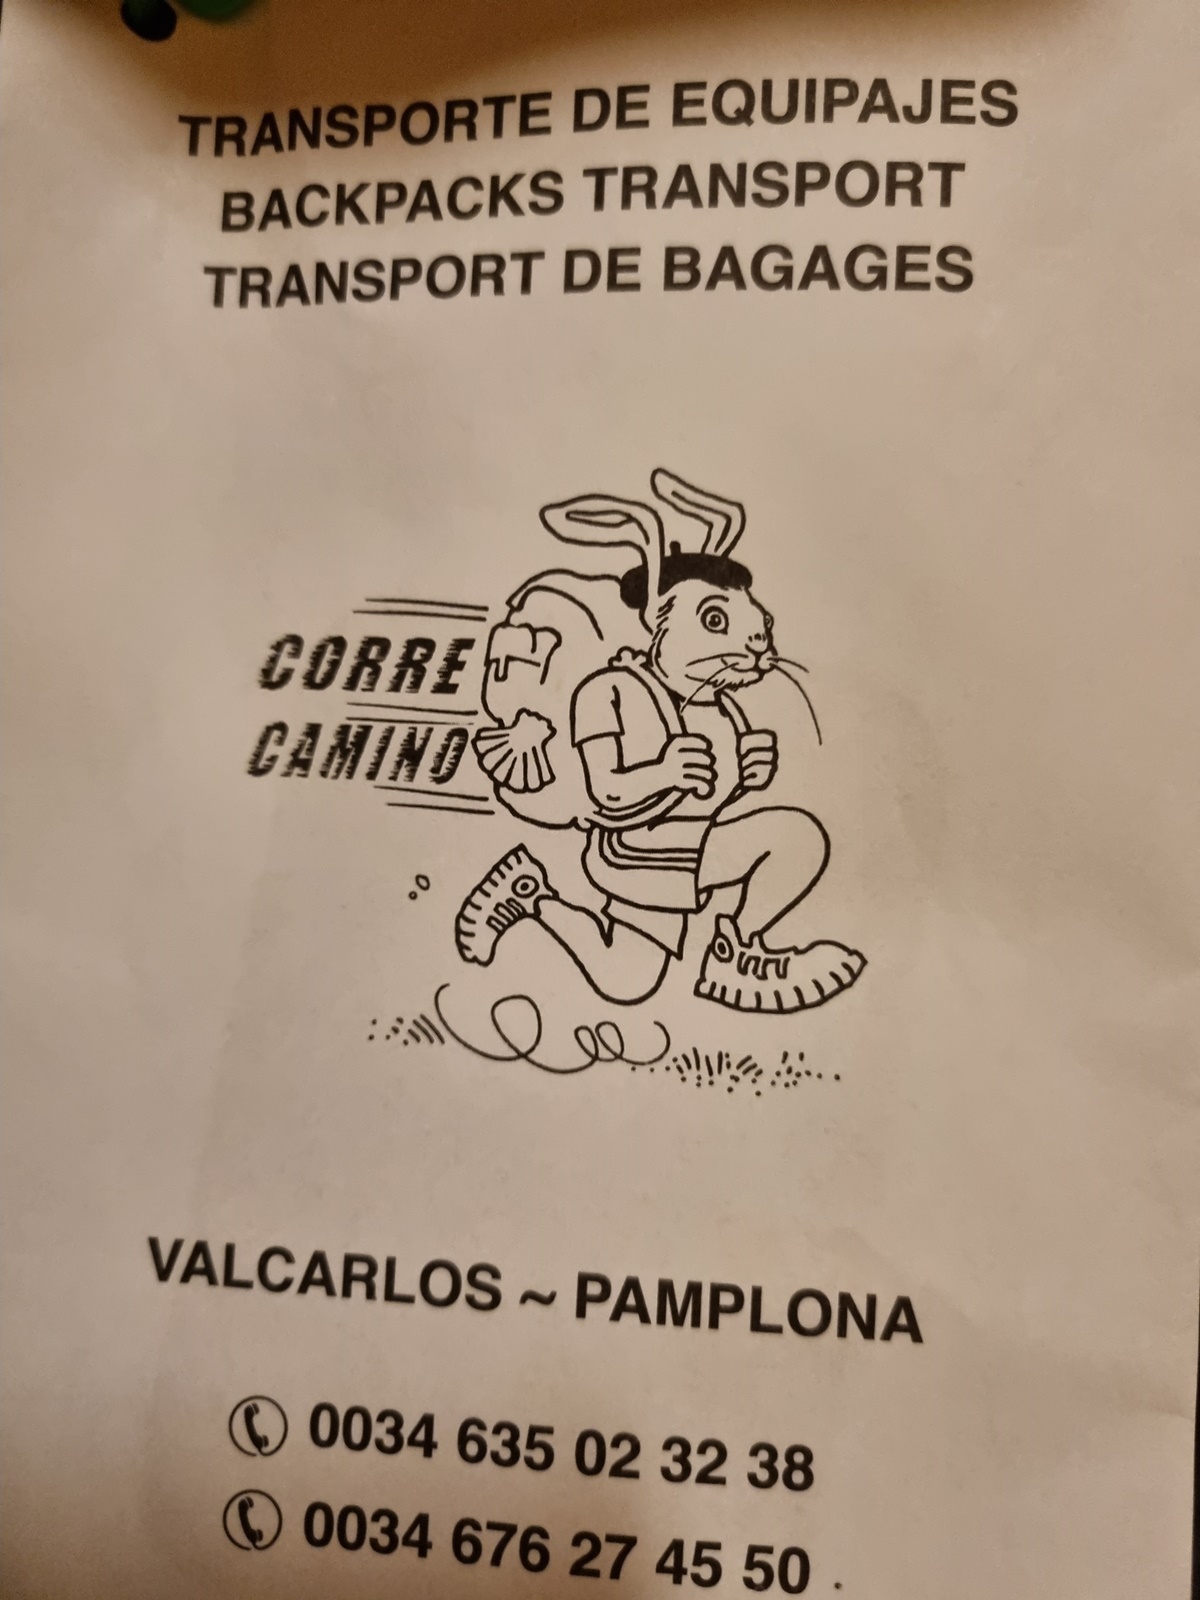 TRANSPORTE DE EQUIPAJES
BACKPACKS TRANSPORT
TRANSPORT DE BAGAGES
CORRE
CAMINO
VALCARLOS ~ PAMPLONA
0034 635 02 32 38
0034 676 27 45 50 .